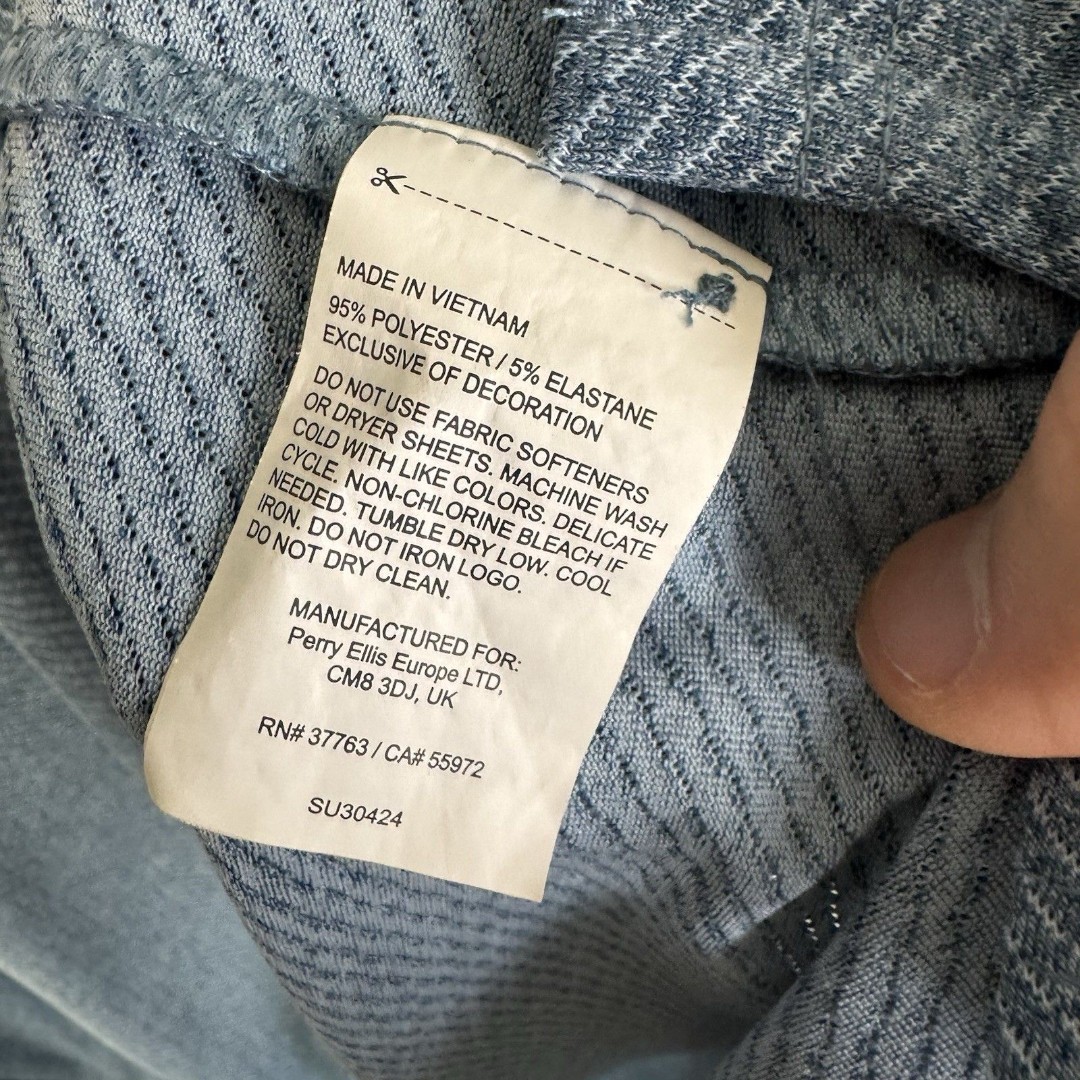 MADE IN VIETNAM
95% POLYESTER / 5% ELASTANE
EXCLUSIVE OF DECORATION
DO NOT USE FABRIC SOFTENERS
OR DRYER SHEETS. MACHINE WASH
COLD WITH LIKE COLORS. DELICATE
CYCLE. NON-CHLORINE BLEACH IF
NEEDED. TUMBLE DRY LOW. COOL
IRON. DO NOT IRON LOGO.
DO NOT DRY CLEAN.
MANUFACTURED FOR:
Perry Ellis Europe LTD,
CM8 3DJ, UK
RN# 37763 / CA# 55972
SU30424